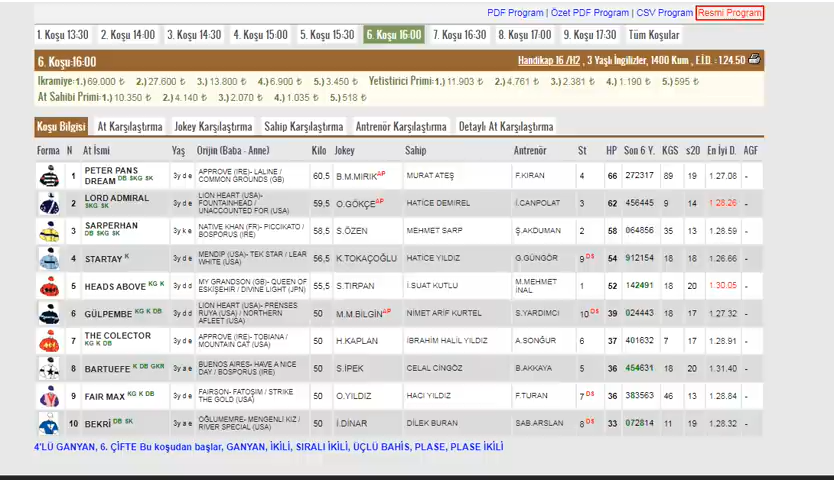 PDF Program | Özet PDF Program | CSV Program Resmi Program
1. Koşu 13:30 2. Koşu 14:00 3. Koşu 14:30 4. Koşu 15:00 5. Koşu 15:30 6. Koşu 16:00 7. Koşu 16:30 8. Koşu 17:00 9. Koşu 17:30 Tüm Koşular
6. Koşu:16:00 Handikap 16 /H2 , 3 Yaşlı İngilizler, 1400 Kum , E.İ.D. : 1.24.50
İkramiye: 1.) 69.000 ₺ 2.) 27.600 ₺ 3.) 13.800 ₺ 4.) 6.900 ₺ 5.) 3.450 ₺ Yetistirici Primi: 1.) 11.903 ₺ 2.) 4.761 ₺ 3.) 2.381 ₺ 4.) 1.190 ₺ 5.) 595 ₺
At Sahibi Primi: 1.) 10.350 ₺ 2.) 4.140 ₺ 3.) 2.070 ₺ 4.) 1.035 ₺ 5.) 518 ₺
Koşu Bilgisi At Karşılaştırma Jokey Karşılaştırma Sahip Karşılaştırma Antrenör Karşılaştırma Detaylı At Karşılaştırma
Forma N At İsmi Yaş Orijin (Baba - Anne) Kilo Jokey Sahip Antrenör St HP Son 6 Y. KGS s20 En İyi D. AGF
1 PETER PANS DREAM DB SKG SK 3y d e APPROVE (IRE)- LALINE / COMMON GROUNDS (GB) 60,5 B.M.MİRİK AP MURAT ATEŞ F.KIRAN 4 66 272317 89 19 1.27.08 -
2 LORD ADMIRAL SKG SK 3y d e LION HEART (USA)- FOUNTAINHEAD / UNACCOUNTED FOR (USA) 59,5 O.GÖKÇE AP HATİCE DEMİREL İ.CANPOLAT 3 62 456445 9 14 1.28.26 -
3 SARPERHAN DB SKG SK 3y k e NATIVE KHAN (FR)- PICCIKATO / BOSPORUS (IRE) 58,5 S.ÖZEN MEHMET SARP Ş.AKDUMAN 2 58 064856 35 13 1.28.59 -
4 STARTAY K 3y d e MENDIP (USA)- TEK STAR / LEAR WHITE (USA) 56,5 K.TOKAÇOĞLU HATİCE YILDIZ G.GÜNGÖR 9 DS 54 912154 18 18 1.26.66 -
5 HEADS ABOVE KG K 3y d d MY GRANDSON (GB)- QUEEN OF ESKİŞEHİR / DIVINE LIGHT (JPN) 55,5 S.TIRPAN İ.SUAT KUTLU M.MEHMET İNAL 1 52 142491 18 20 1.30.05 -
6 GÜLPEMBE KG K DB 3y d d LION HEART (USA)- PRENSES RUYA (USA) / NORTHERN AFLEET (USA) 50 M.M.BİLGİN AP NİMET ARİF KURTEL S.YARDIMCI 10 DS 39 024443 18 17 1.27.32 -
7 THE COLECTOR KG K DB 3y d e APPROVE (IRE)- TOBIANA / MOUNTAIN CAT (USA) 50 H.KAPLAN İBRAHİM HALİL YILDIZ A.SONĞUR 6 37 401632 7 17 1.28.91 -
8 BARTUEFE K DB GKR 3y k e BUENOS AIRES- HAVE A NICE DAY / BOSPORUS (IRE) 50 S.İPEK CELAL CİNGÖZ B.AKKAYA 5 36 454631 18 20 1.31.40 -
9 FAIR MAX KG K DB 3y d e FAIRSON- FATOŞIM / STRIKE THE GOLD (USA) 50 O.YILDIZ HACI YILDIZ F.TURAN 7 DS 36 383563 46 13 1.28.84 -
10 BEKRİ DB SK 3y a e OĞLUMEMRE- MENGENLİ KIZ / RIVER SPECIAL (USA) 50 İ.DİNAR DİLEK BURAN SAB.ARSLAN 8 DS 33 072814 11 19 1.28.32 -
4'LÜ GANYAN, 6. ÇİFTE Bu koşudan başlar, GANYAN, İKİLİ, SIRALI İKİLİ, ÜÇLÜ BAHİS, PLASE, PLASE İKİLİ